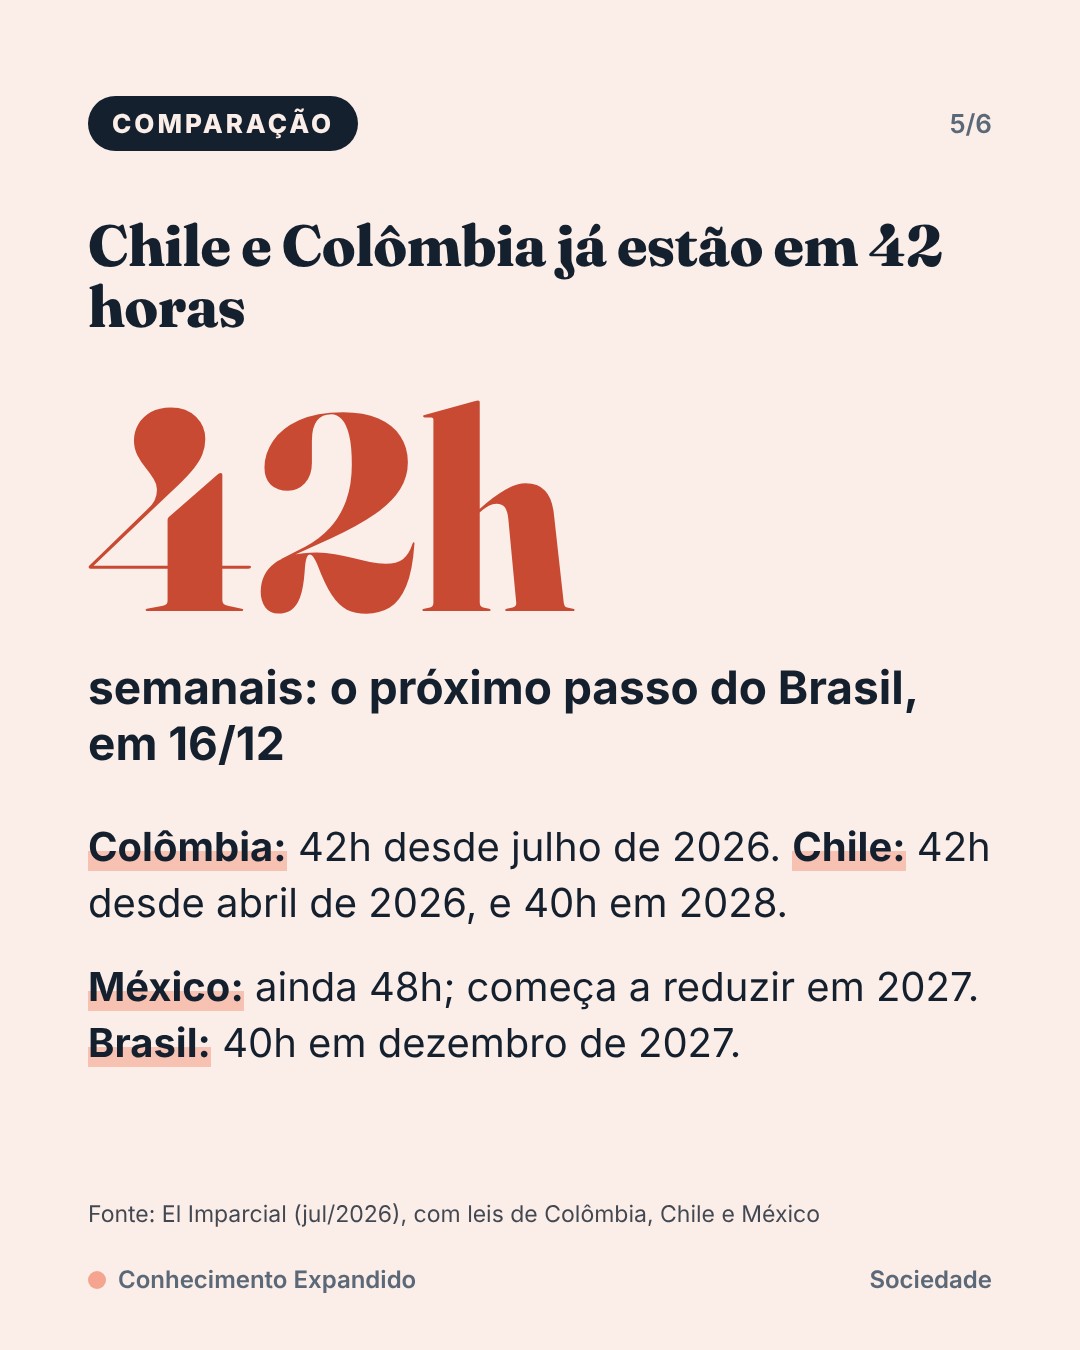 COMPARAÇÃO
5/6
Chile e Colômbia já estão em 42
horas
42h
semanais: o próximo passo do Brasil,
em 16/12
Colômbia: 42h desde julho de 2026. Chile: 42h
desde abril de 2026, e 40h em 2028.
México: ainda 48h; começa a reduzir em 2027.
Brasil: 40h em dezembro de 2027.
Fonte: El Imparcial (jul/2026), com leis de Colômbia, Chile e México
Conhecimento Expandido
Sociedade